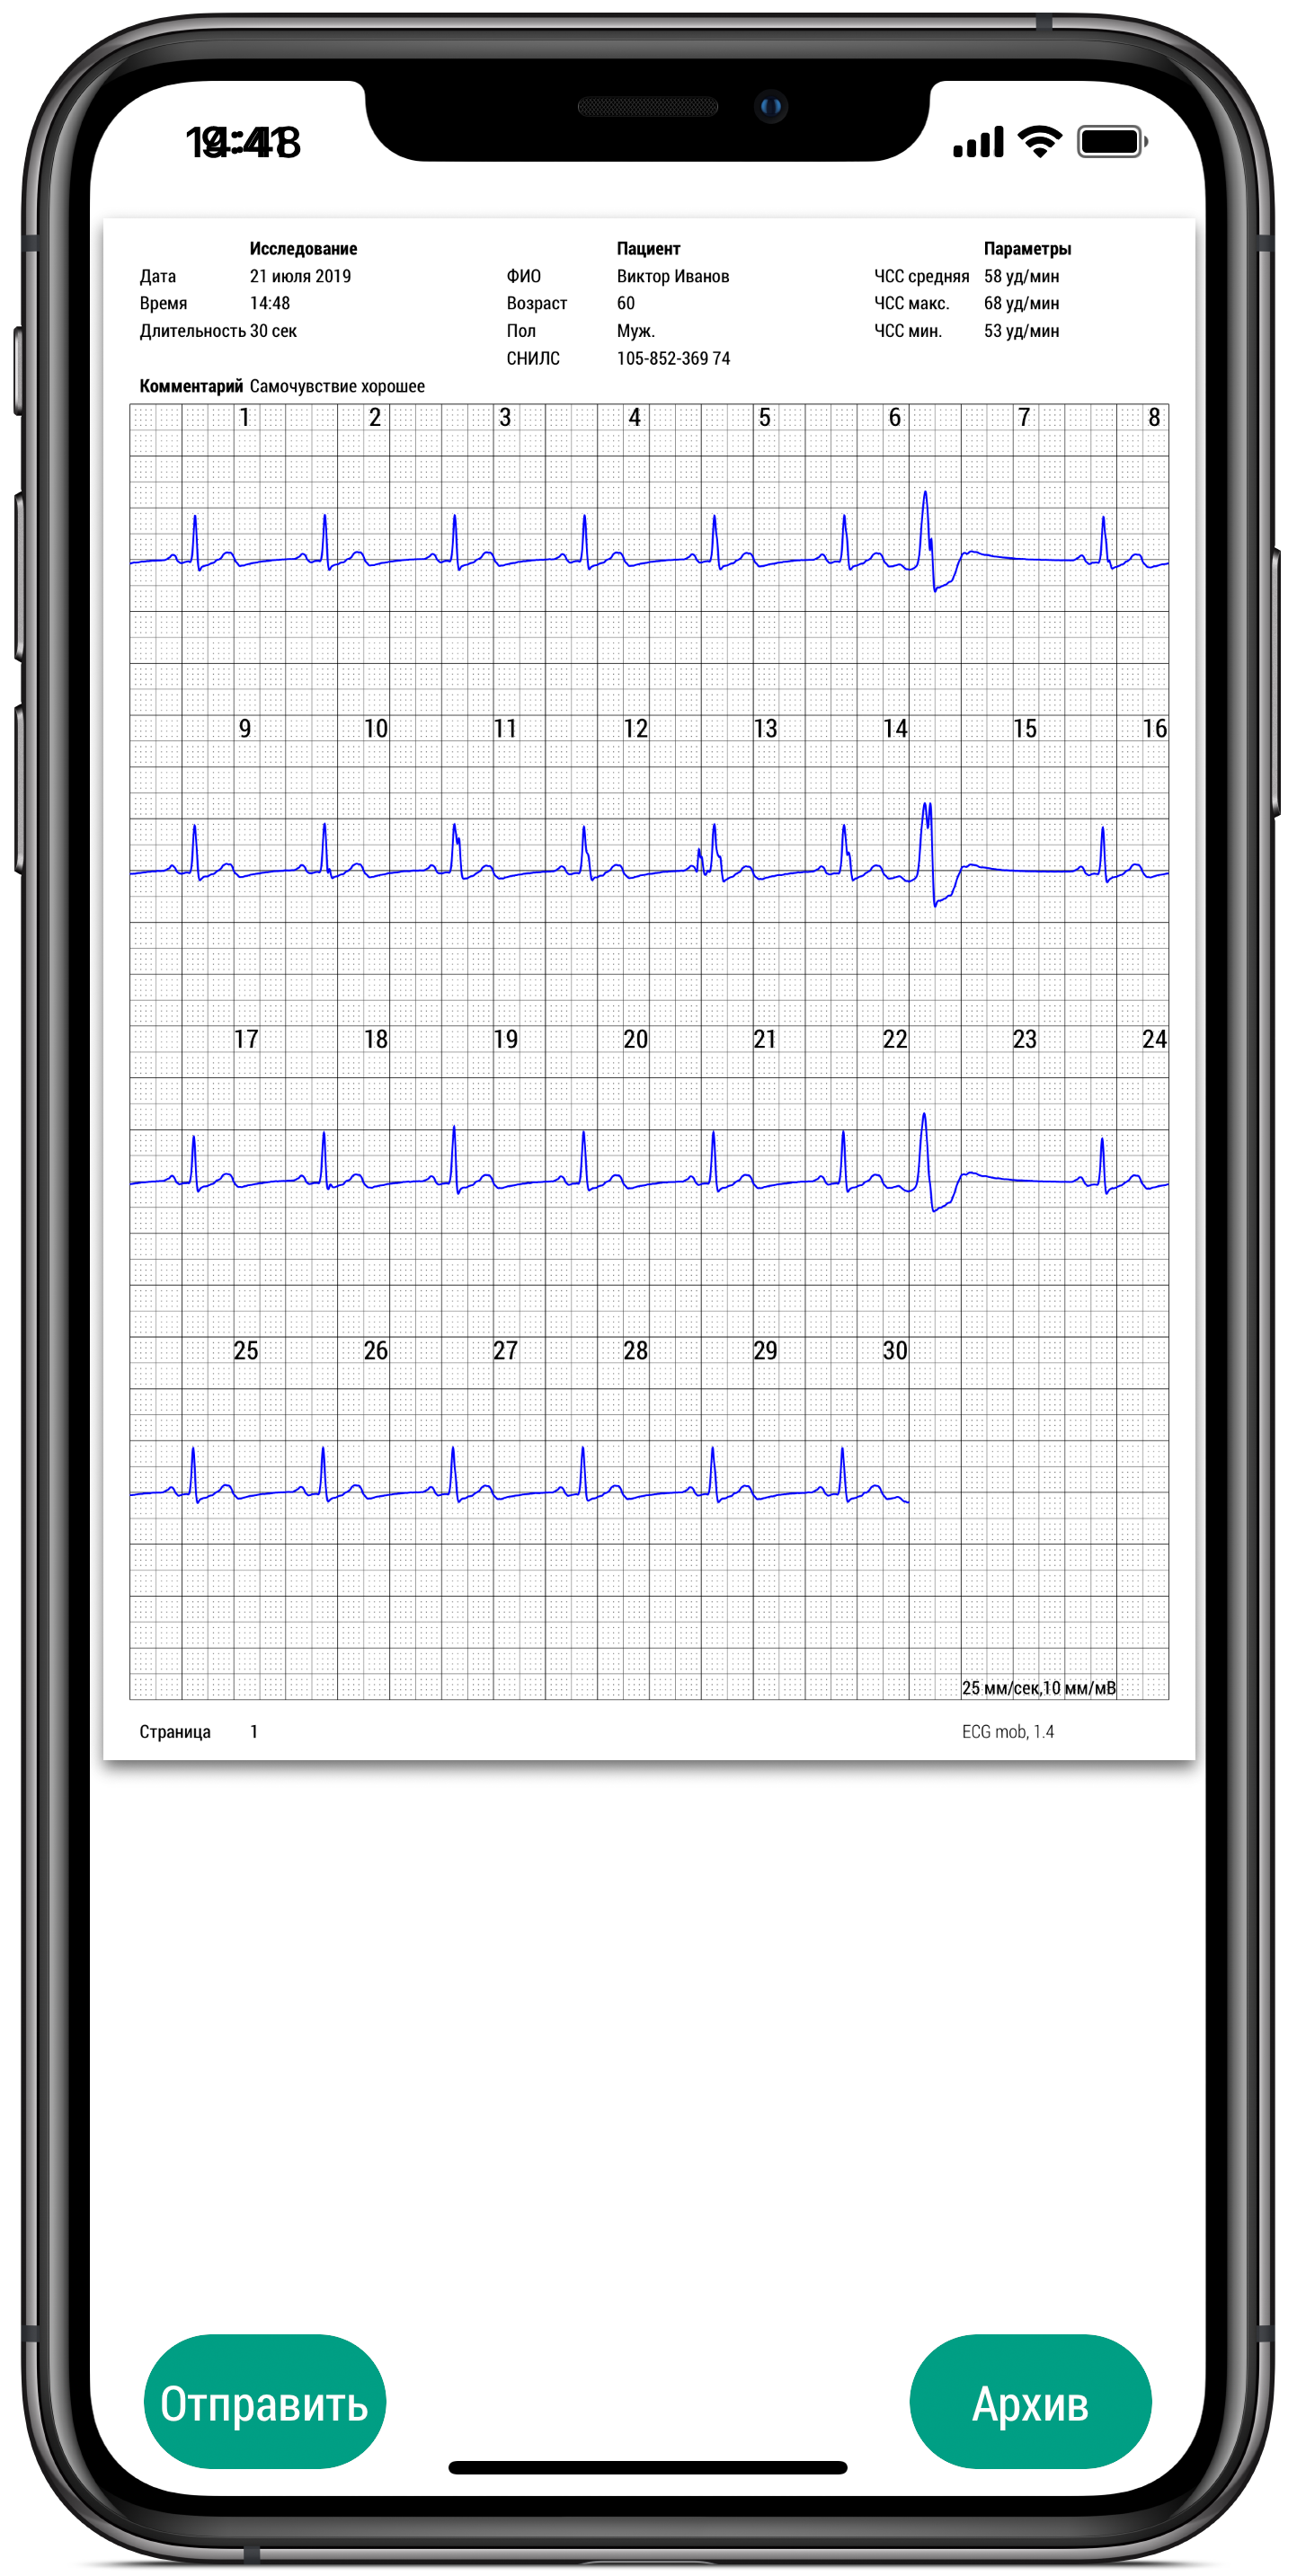 Исследование Пациент Параметры
Дата 21 июля 2019 ФИО Виктор Иванов ЧСС средняя 58 уд/мин
Время 14:48 Возраст 60 ЧСС макс. 68 уд/мин
Длительность 30 сек Пол Муж. ЧСС мин. 53 уд/мин
СНИЛС 105-852-369 74
Комментарий Самочувствие хорошее
1 2 3 4 5 6 7 8
9 10 11 12 13 14 15 16
17 18 19 20 21 22 23 24
25 26 27 28 29 30
25 мм/сек,10 мм/мВ
Страница 1 ECG mob, 1.4
Отправить Архив